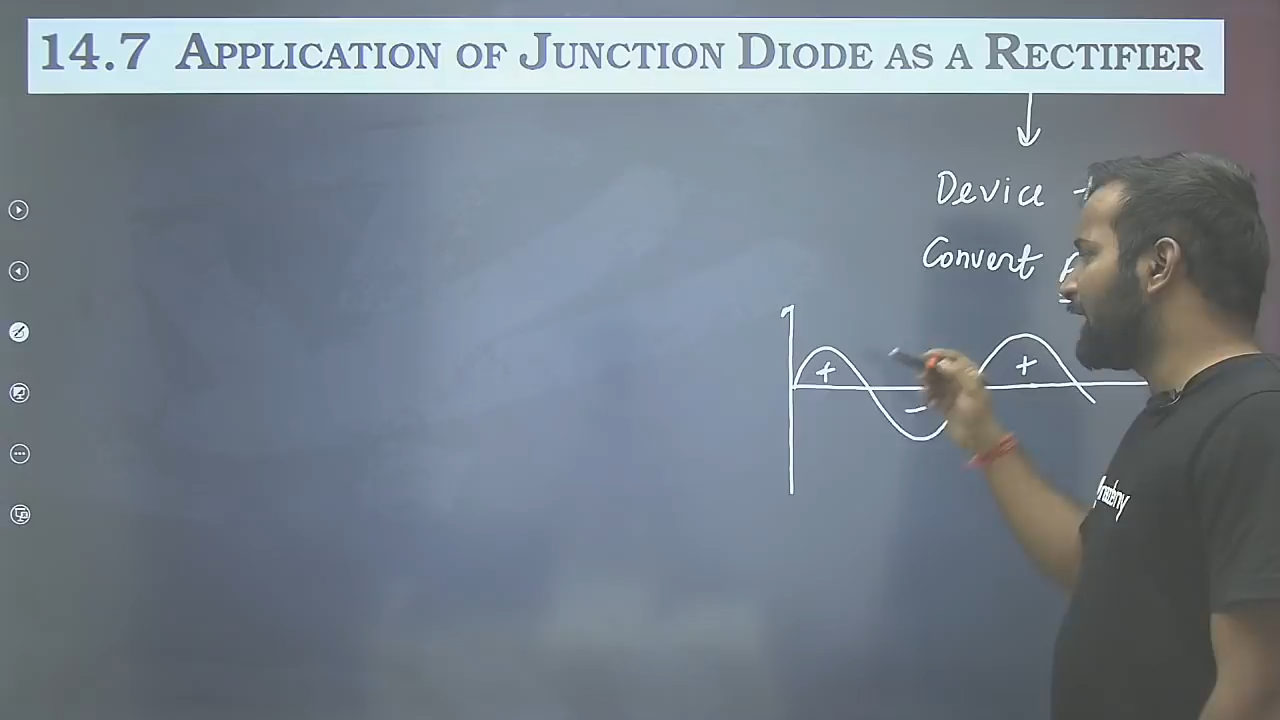 14.7 APPLICATION OF JUNCTION DIODE AS A RECTIFIER
Device
Convert
+ - +